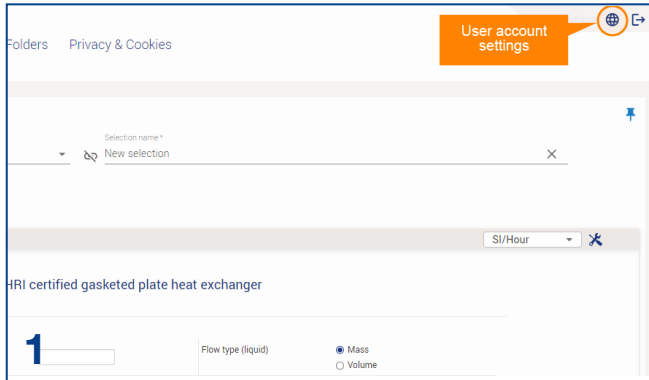 User account
settings
Folders Privacy & Cookies
Selection name *
New selection
SI/Hour
HRI certified gasketed plate heat exchanger
1
Flow type (liquid)
Mass
Volume